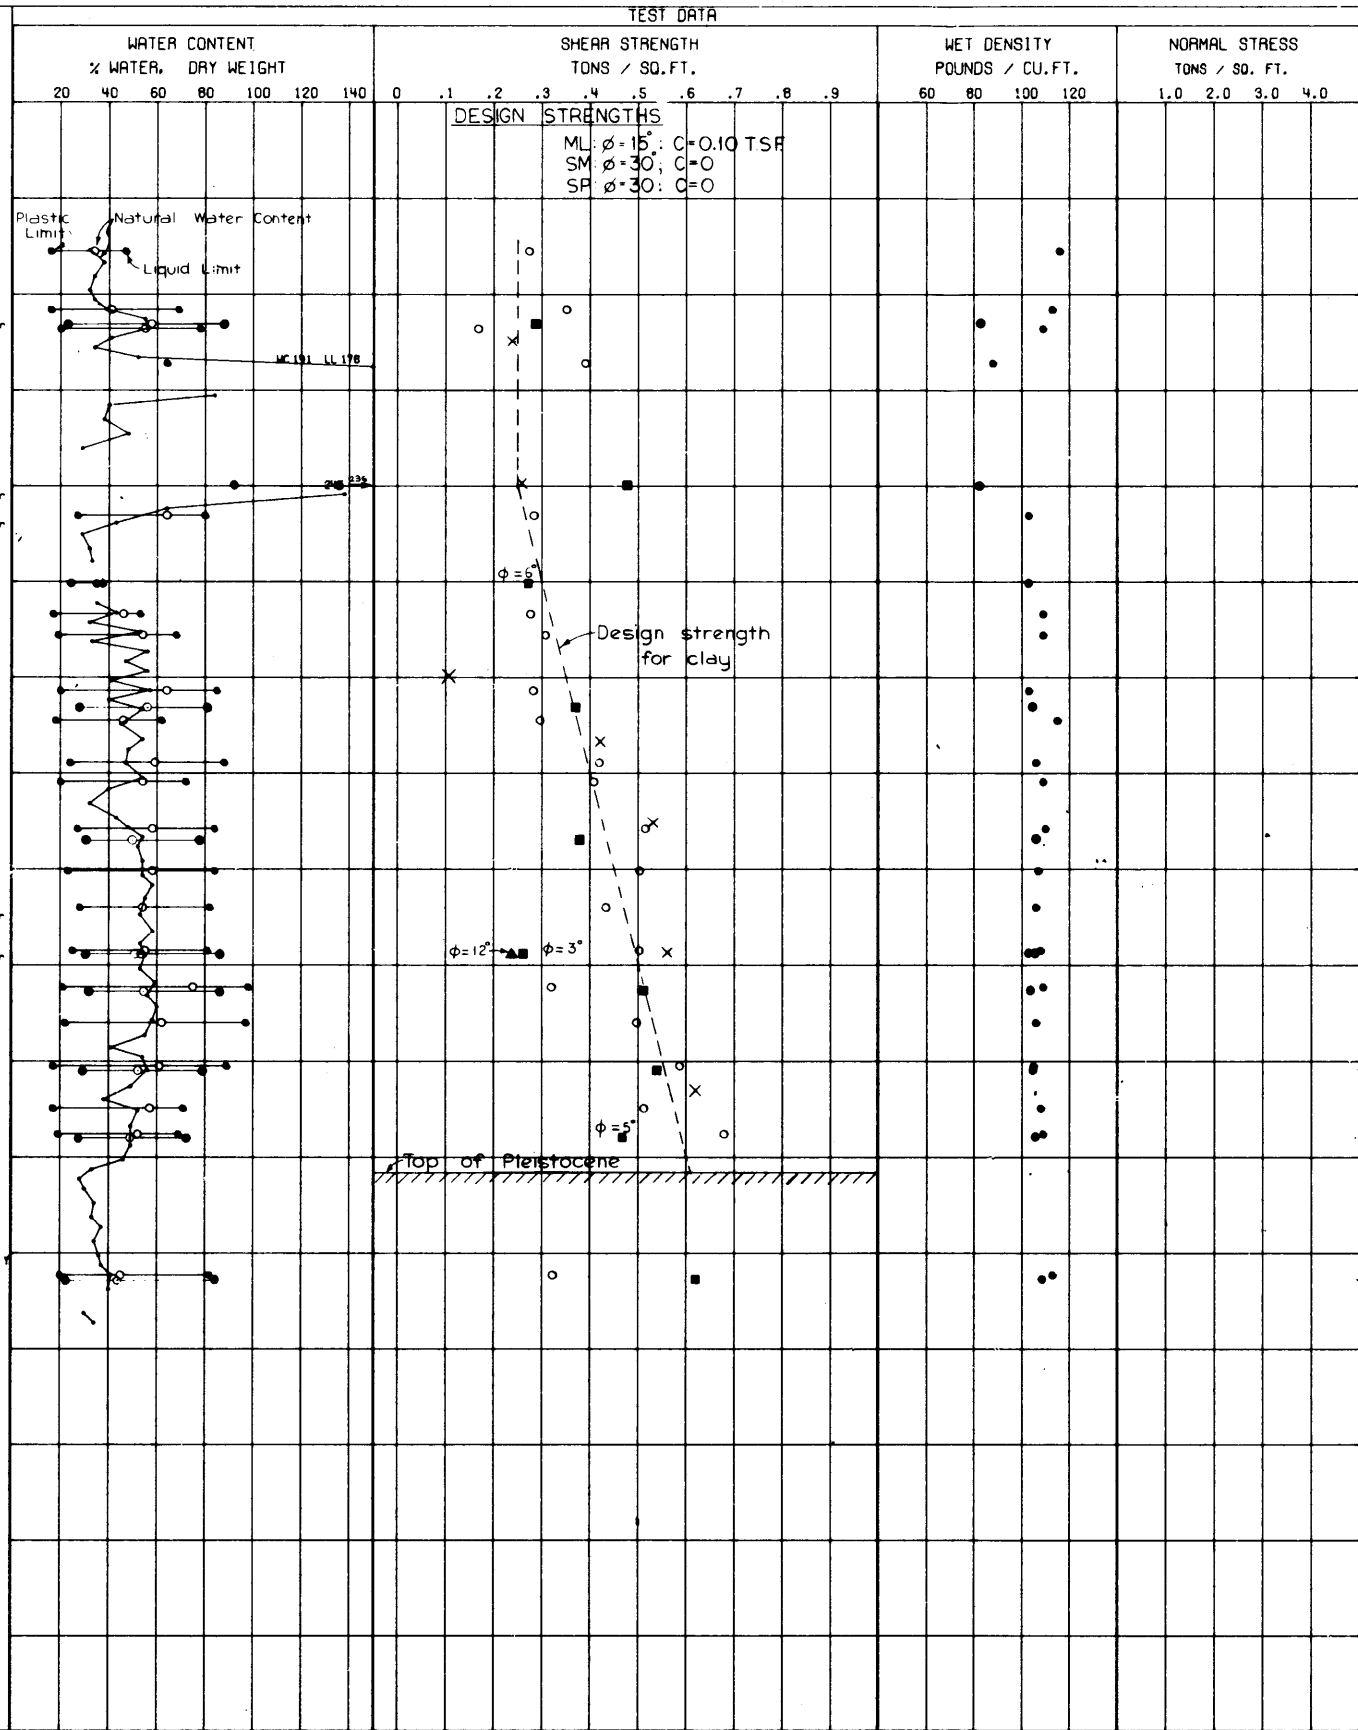 TEST DATA
WATER CONTENT
% WATER, DRY WEIGHT
20 40 60 80 100 120 140
SHEAR STRENGTH
TONS / SQ.FT.
0 .1 .2 .3 .4 .5 .6 .7 .8 .9
WET DENSITY
POUNDS / CU.FT.
60 80 100 120
NORMAL STRESS
TONS / SQ. FT.
1.0 2.0 3.0 4.0
DESIGN STRENGTHS
ML: Ø = 15°: C=0.10 TSF
SM: Ø = 30°; C=0
SP: Ø = 30: C=0
Plastic
Limit
Natural Water Content
Liquid Limit
WC 191 LL 178
236
ϕ = 6°
Design strength
for clay
ϕ = 12°
ϕ = 3°
ϕ = 5°
Top of Pleistocene